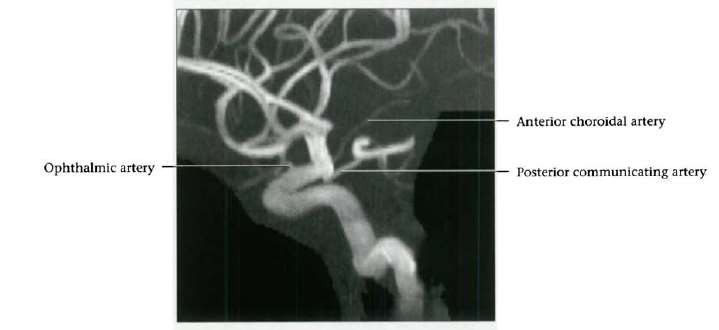 Anterior choroidal artery
Ophthalmic artery
Posterior communicating artery